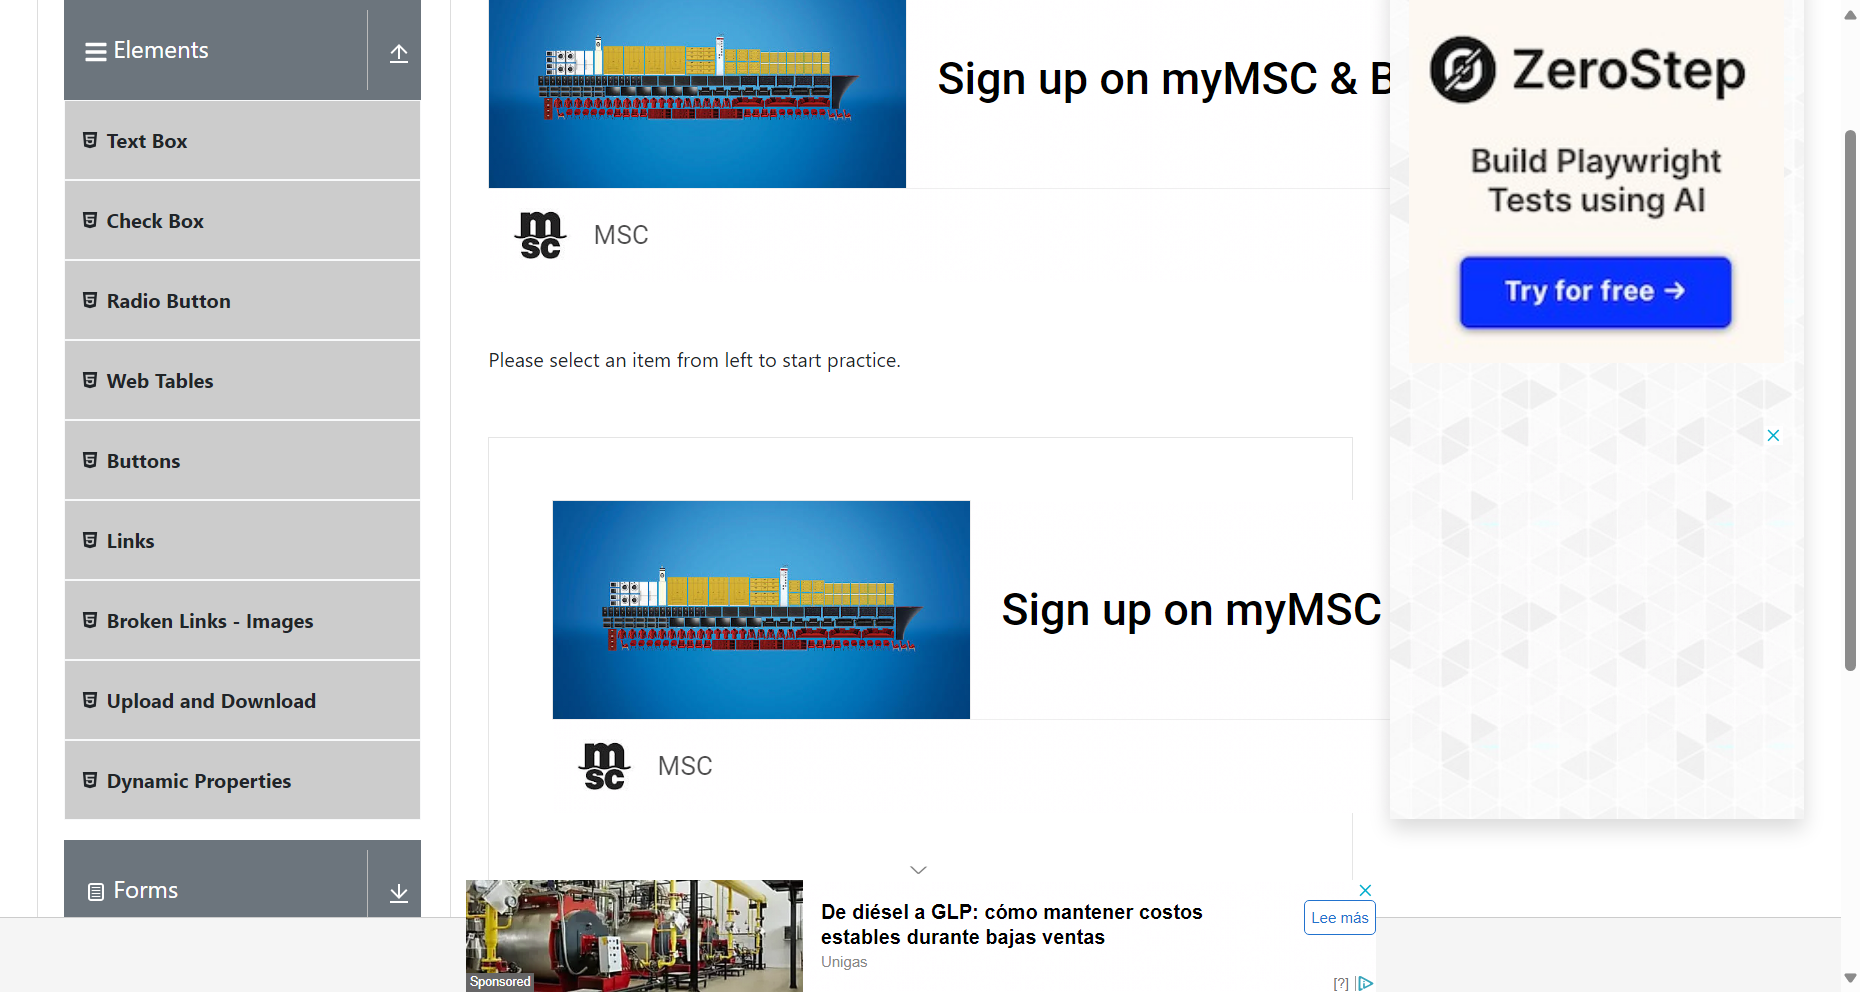 Elements
Text Box
Check Box
Radio Button
Web Tables
Buttons
Links
Broken Links - Images
Upload and Download
Dynamic Properties
Forms
Sign up on myMSC & B
msc
MSC
Please select an item from left to start practice.
Sign up on myMSC
msc
MSC
ZeroStep
Build Playwright
Tests using AI
Try for free →
De diésel a GLP: cómo mantener costos
estables durante bajas ventas
Unigas
Lee más
Sponsored
[?]